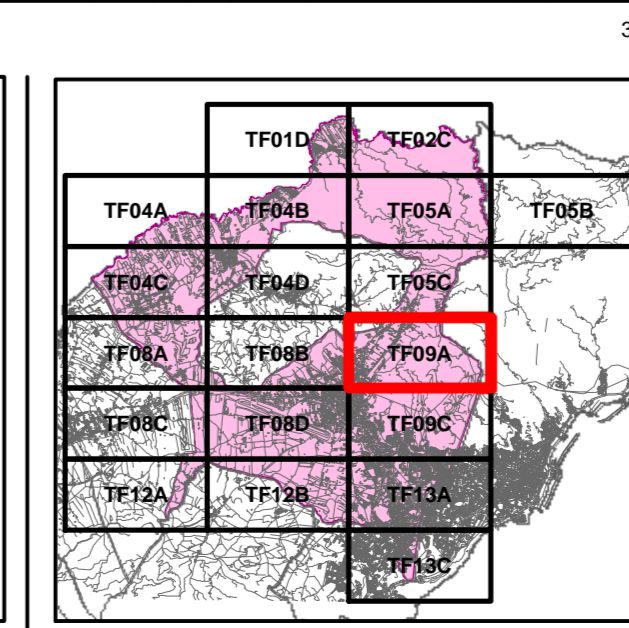 3
TF01D TF02C
TF04A TF04B TF05A TF05B
TF04C TF04D TF05C
TF08A TF08B TF09A
TF08C TF08D TF09C
TF12A TF12B TF13A
TF13C